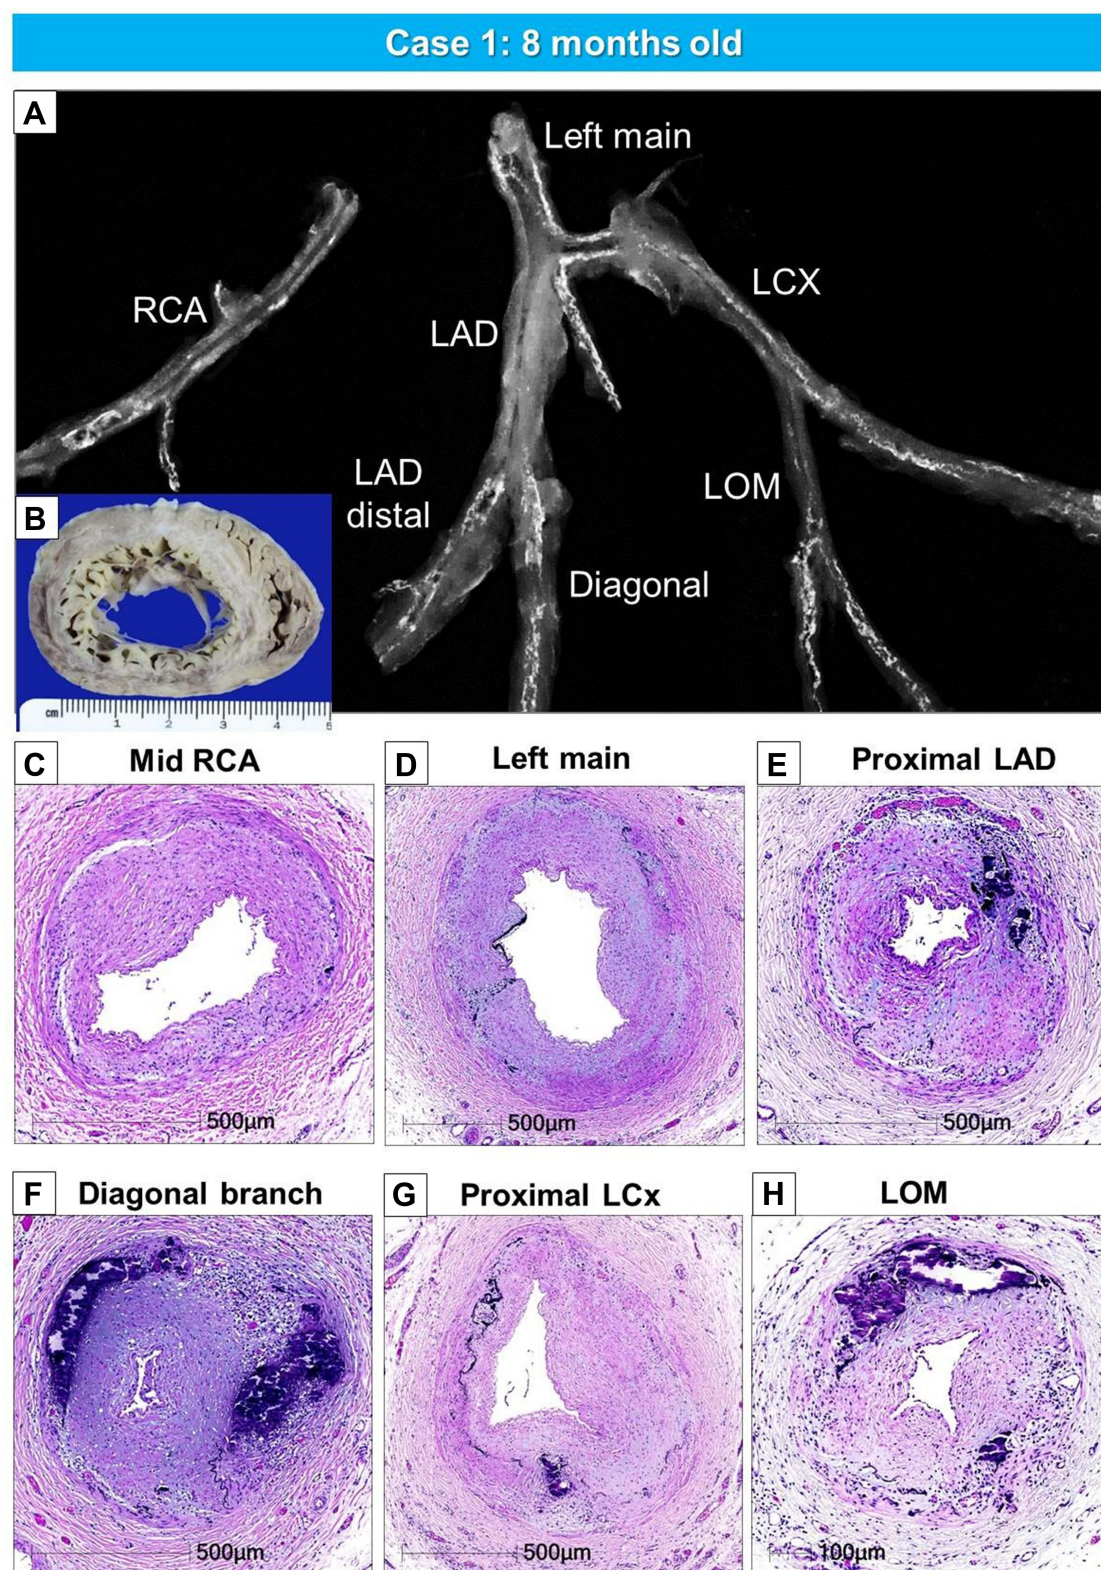 Case 1: 8 months old
A
Left main
RCA
LCX
LAD
LAD
distal
LOM
Diagonal
B
cm 1 2 3 4 5
C
Mid RCA
D
Left main
E
Proximal LAD
500µm
500µm
500µm
F
Diagonal branch
G
Proximal LCx
H
LOM
500µm
500µm
100µm